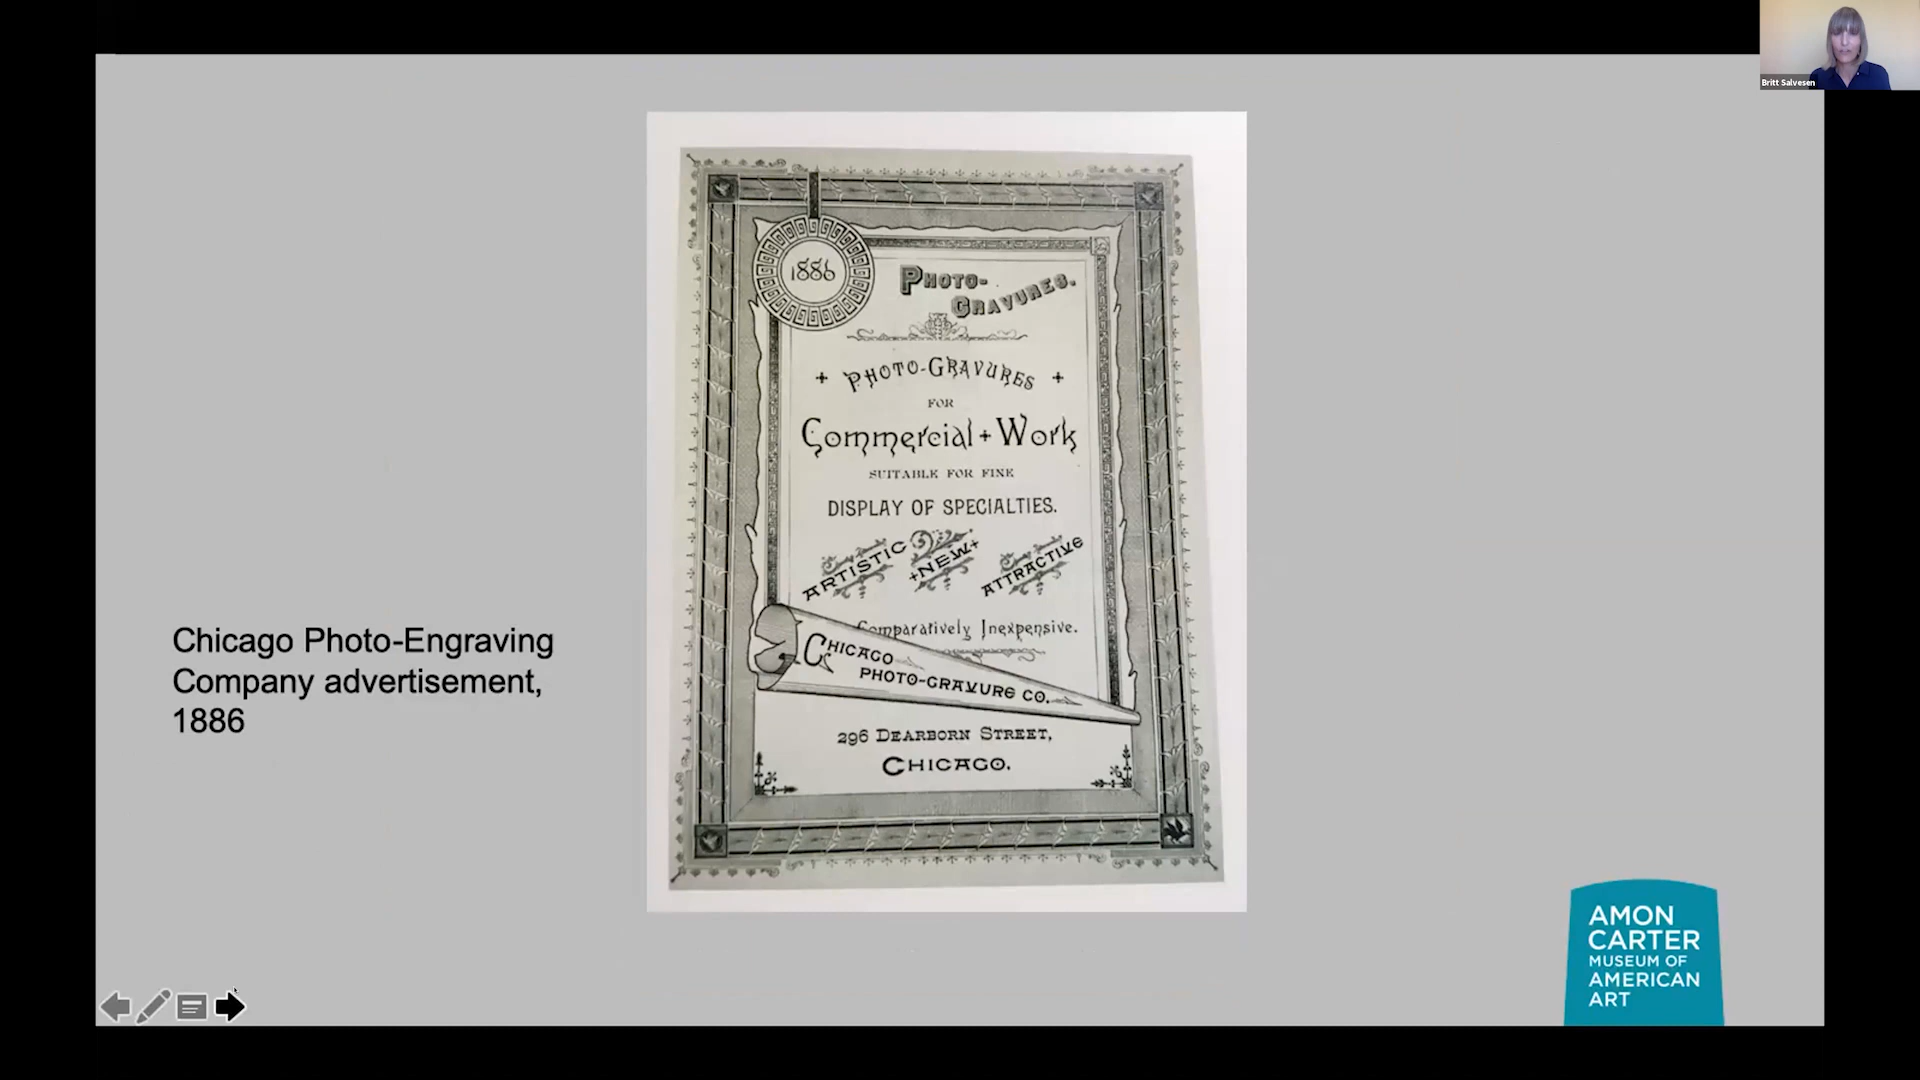 Britt Salvesen
1886
PHOTO-
GRAVURES.
PHOTO-GRAVURES
FOR
Commercial + Work
SUITABLE FOR FINE
DISPLAY OF SPECIALTIES.
ARTISTIC +NEW+ ATTRACTIVE
Comparatively Inexpensive.
CHICAGO
PHOTO-GRAVURE CO.
296 DEARBORN STREET,
CHICAGO.
Chicago Photo-Engraving
Company advertisement,
1886
AMON
CARTER
MUSEUM OF
AMERICAN
ART